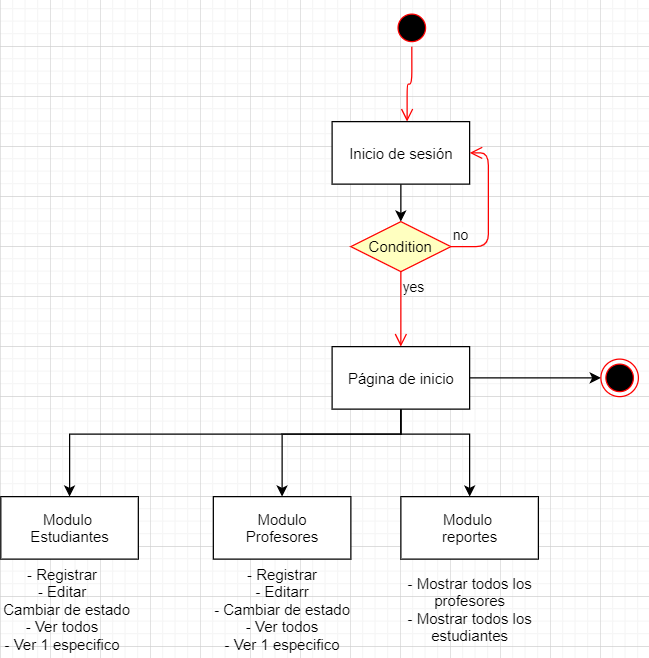 Inicio de sesión
Condition
no
yes
Página de inicio
Modulo
Estudiantes
- Registrar
- Editar
Cambiar de estado
- Ver todos
- Ver 1 especifico
Modulo
Profesores
- Registrar
- Editarr
- Cambiar de estado
- Ver todos
- Ver 1 especifico
Modulo
reportes
- Mostrar todos los
profesores
- Mostrar todos los
estudiantes